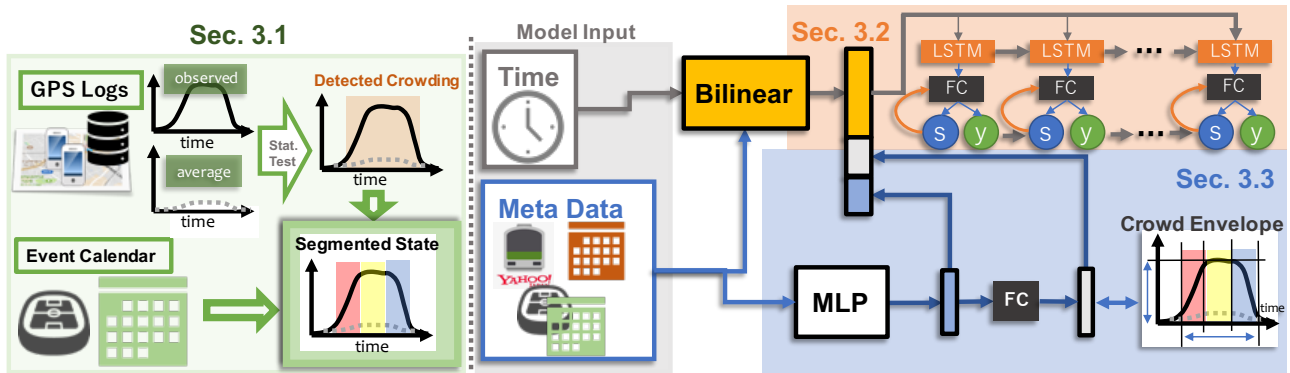 Sec. 3.1
GPS Logs
observed
time
average
time
Stat.
Test
Detected Crowding
time
Event Calendar
Segmented State
time
Model Input
Time
Meta Data
YAHOO!
Bilinear
Sec. 3.2
LSTM
LSTM
...
LSTM
FC
FC
FC
s
y
s
y
...
s
y
Sec. 3.3
MLP
FC
Crowd Envelope
time